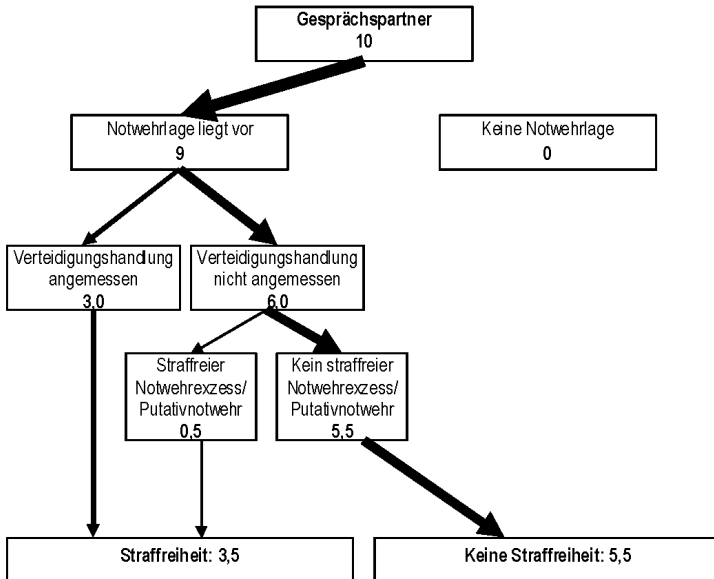 Gesprächspartner
10
Notwehrlage liegt vor
9
Keine Notwehrlage
0
Verteidigungshandlung
angemessen
3,0
Verteidigungshandlung
nicht angemessen
6,0
Straffreier
Notwehrexzess/
Putativnotwehr
0,5
Kein straffreier
Notwehrexzess/
Putativnotwehr
5,5
Straffreiheit: 3,5
Keine Straffreiheit: 5,5